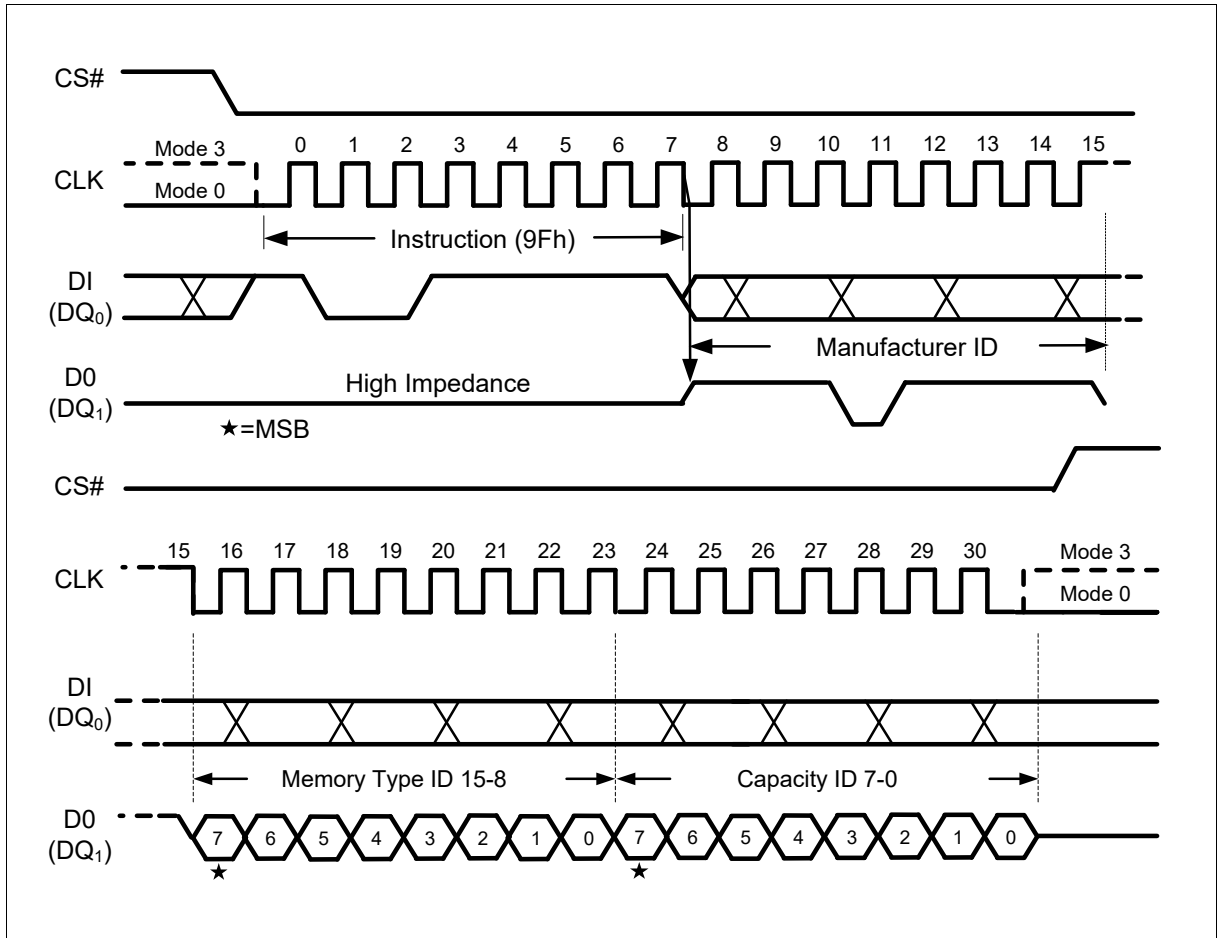 CS#
0 1 2 3 4 5 6 7 8 9 10 11 12 13 14 15
Mode 3
CLK
Mode 0
Instruction (9Fh)
DI
(DQ0)
Manufacturer ID
D0
(DQ1)
High Impedance
★=MSB
CS#
15 16 17 18 19 20 21 22 23 24 25 26 27 28 29 30
Mode 3
CLK
Mode 0
DI
(DQ0)
Memory Type ID 15-8
Capacity ID 7-0
D0
(DQ1)
7 6 5 4 3 2 1 0 7 6 5 4 3 2 1 0
★ ★